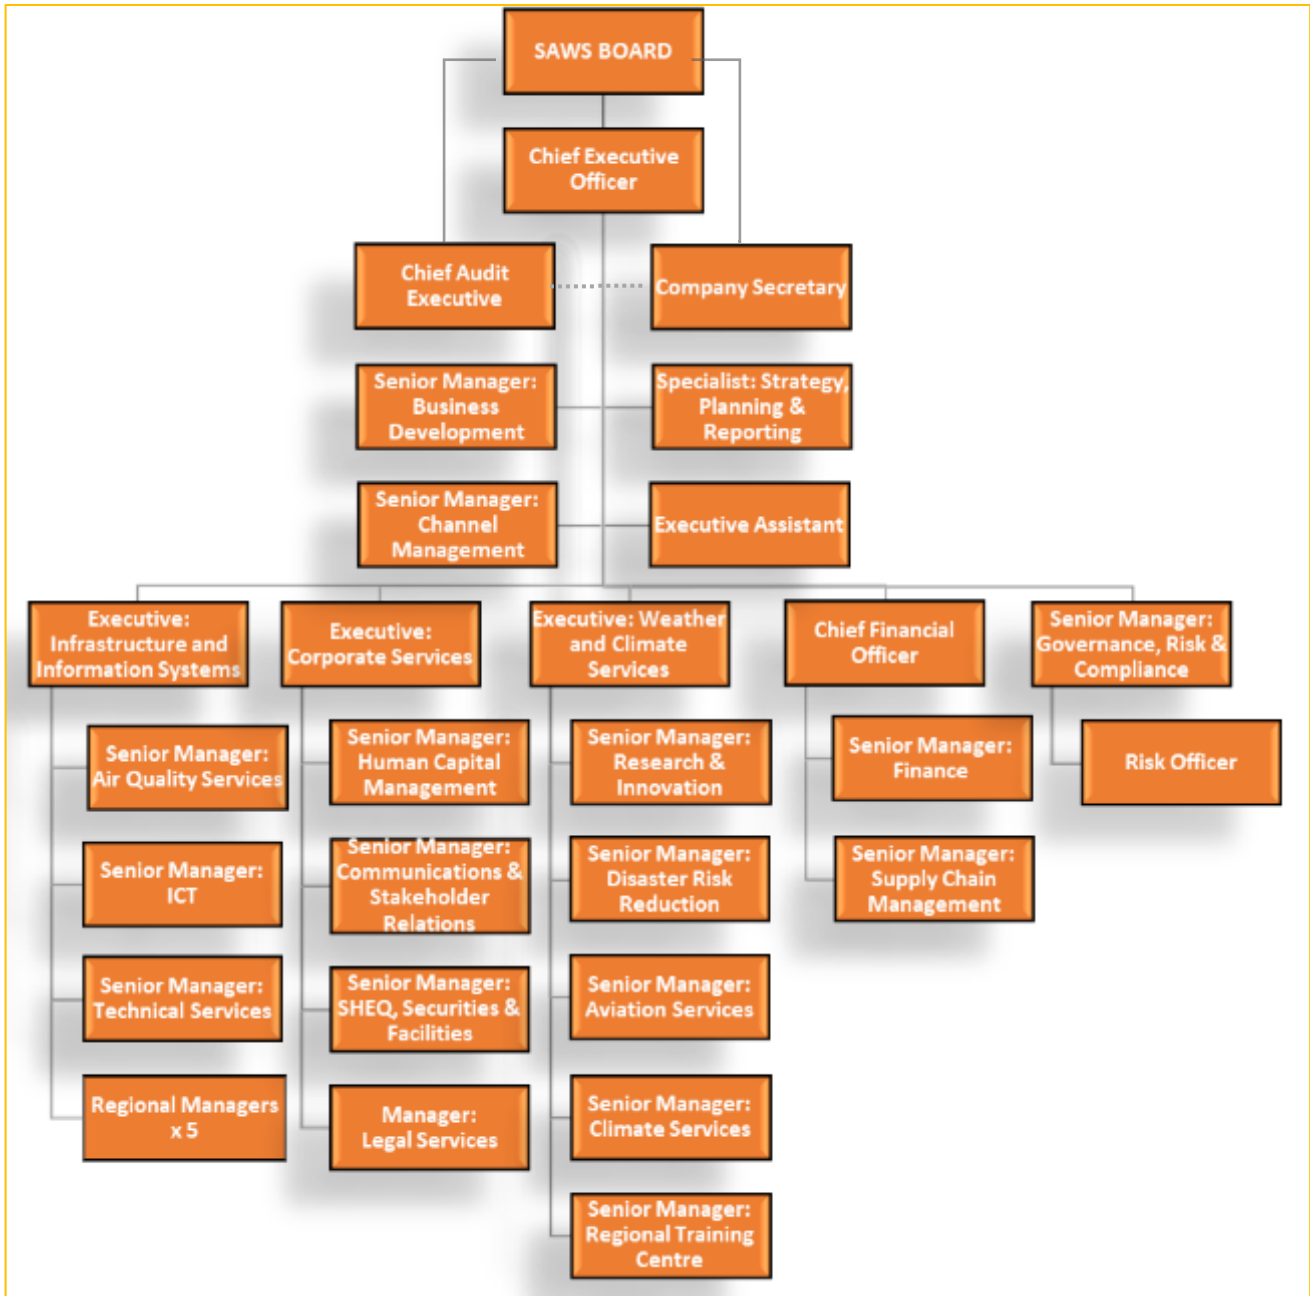 SAWS BOARD
Chief Executive
Officer
Chief Audit
Executive
Company Secretary
Senior Manager:
Business
Development
Specialist: Strategy,
Planning &
Reporting
Senior Manager:
Channel
Management
Executive Assistant
Executive:
Infrastructure and
Information Systems
Executive:
Corporate Services
Executive: Weather
and Climate
Services
Chief Financial
Officer
Senior Manager:
Governance, Risk &
Compliance
Senior Manager:
Air Quality Services
Senior Manager:
ICT
Senior Manager:
Technical Services
Regional Managers
x 5
Senior Manager:
Human Capital
Management
Senior Manager:
Communications &
Stakeholder
Relations
Senior Manager:
SHEQ, Securities &
Facilities
Manager:
Legal Services
Senior Manager:
Research &
Innovation
Senior Manager:
Disaster Risk
Reduction
Senior Manager:
Aviation Services
Senior Manager:
Climate Services
Senior Manager:
Regional Training
Centre
Senior Manager:
Finance
Senior Manager:
Supply Chain
Management
Risk Officer